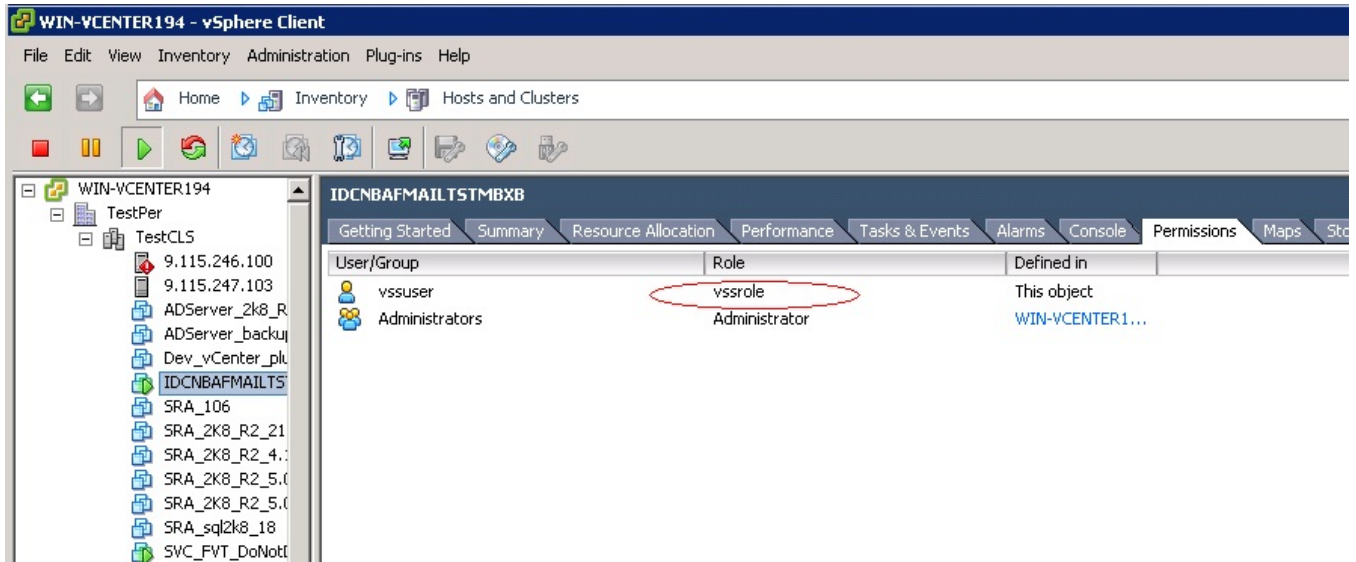 WIN-VCENTER194 - vSphere Client
File Edit View Inventory Administration Plug-ins Help
Home Inventory Hosts and Clusters
WIN-VCENTER194
TestPer
TestCLS
9.115.246.100
9.115.247.103
ADServer_2k8_R
ADServer_backu
Dev_vCenter_plu
IDCNBAFMAILTS
SRA_106
SRA_2K8_R2_21
SRA_2K8_R2_4.
SRA_2K8_R2_5.0
SRA_2K8_R2_5.0
SRA_sql2k8_18
SVC_FVT_DoNot
IDCNBAFMAILTSTMBXB
Getting Started Summary Resource Allocation Performance Tasks & Events Alarms Console Permissions Maps Sto
User/Group Role Defined in
vssuser vssrole This object
Administrators Administrator WIN-VCENTER1...